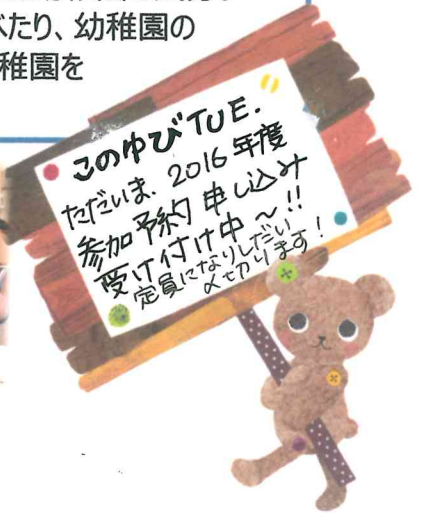 べたり、幼稚園の
稚園を
このゆびTUE.
ただいま、2016年度
参加予約申し込み
受け付け中～!!
定員になりしだい
〆切ります!